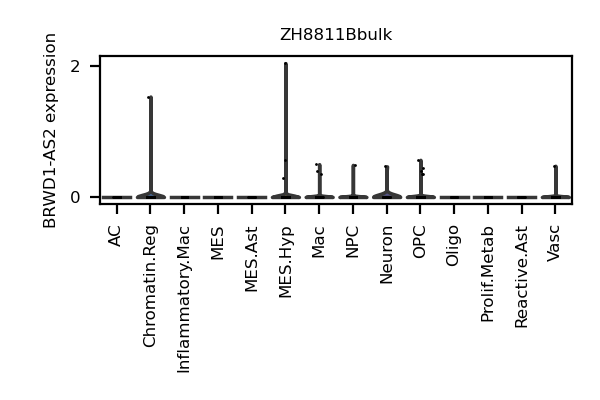 ZH8811Bbulk
BRWD1-AS2 expression
2
0
AC
Chromatin.Reg
Inflammatory.Mac
MES
MES.Ast
MES.Hyp
Mac
NPC
Neuron
OPC
Oligo
Prolif.Metab
Reactive.Ast
Vasc